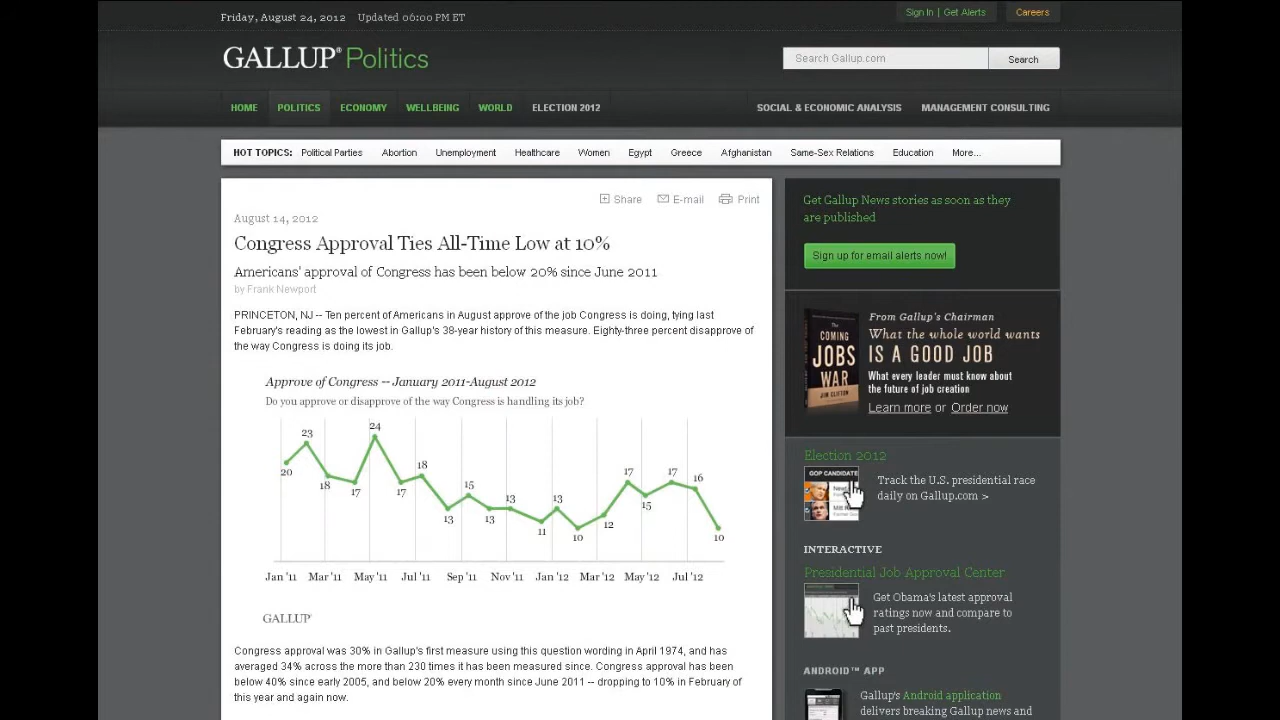 Friday, August 24, 2012 Updated 06:00 PM ET
Sign In | Get Alerts
Careers
GALLUP® Politics
Search Gallup.com
Search
HOME POLITICS ECONOMY WELLBEING WORLD ELECTION 2012
SOCIAL & ECONOMIC ANALYSIS MANAGEMENT CONSULTING
HOT TOPICS: Political Parties Abortion Unemployment Healthcare Women Egypt Greece Afghanistan Same-Sex Relations Education More...
Share E-mail Print
August 14, 2012
Congress Approval Ties All-Time Low at 10%
Americans' approval of Congress has been below 20% since June 2011
by Frank Newport
PRINCETON, NJ -- Ten percent of Americans in August approve of the job Congress is doing, tying last
February's reading as the lowest in Gallup's 38-year history of this measure. Eighty-three percent disapprove of
the way Congress is doing its job.
Approve of Congress -- January 2011-August 2012
Do you approve or disapprove of the way Congress is handling its job?
20 23 18 17 24 17 18 13 15 13 13 11 13 10 12 17 15 17 16 10
Jan '11 Mar '11 May '11 Jul '11 Sep '11 Nov '11 Jan '12 Mar '12 May '12 Jul '12
GALLUP'
Congress approval was 30% in Gallup's first measure using this question wording in April 1974, and has
averaged 34% across the more than 230 times it has been measured since. Congress approval has been
below 40% since early 2005, and below 20% every month since June 2011 -- dropping to 10% in February of
this year and again now.
Get Gallup News stories as soon as they
are published
Sign up for email alerts now!
THE
COMING
JOBS
WAR
JIM CLIFTON
From Gallup's Chairman
What the whole world wants
IS A GOOD JOB
What every leader must know about
the future of job creation
Learn more or Order now
Election 2012
GOP CANDIDATE
Track the U.S. presidential race
daily on Gallup.com >
INTERACTIVE
Presidential Job Approval Center
Get Obama's latest approval
ratings now and compare to
past presidents.
ANDROID™ APP
Gallup's Android application
delivers breaking Gallup news and